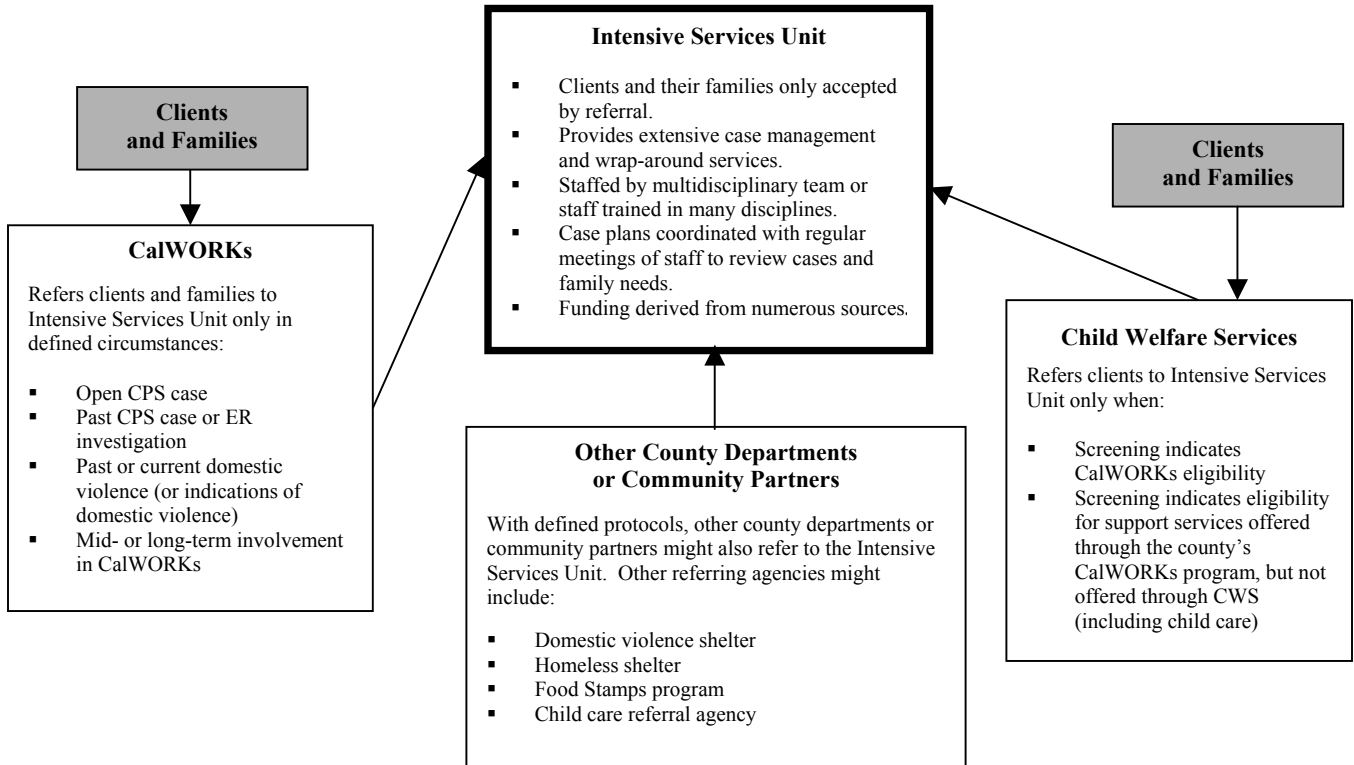 Intensive Services Unit
▪ Clients and their families only accepted
by referral.
▪ Provides extensive case management
and wrap-around services.
▪ Staffed by multidisciplinary team or
staff trained in many disciplines.
▪ Case plans coordinated with regular
meetings of staff to review cases and
family needs.
▪ Funding derived from numerous sources.
Clients
and Families
CalWORKs
Refers clients and families to
Intensive Services Unit only in
defined circumstances:
▪ Open CPS case
▪ Past CPS case or ER
investigation
▪ Past or current domestic
violence (or indications of
domestic violence)
▪ Mid- or long-term involvement
in CalWORKs
Other County Departments
or Community Partners
With defined protocols, other county departments or
community partners might also refer to the Intensive
Services Unit.  Other referring agencies might
include:
▪ Domestic violence shelter
▪ Homeless shelter
▪ Food Stamps program
▪ Child care referral agency
Clients
and Families
Child Welfare Services
Refers clients to Intensive Services
Unit only when:
▪ Screening indicates
CalWORKs eligibility
▪ Screening indicates eligibility
for support services offered
through the county’s
CalWORKs program, but not
offered through CWS
(including child care)